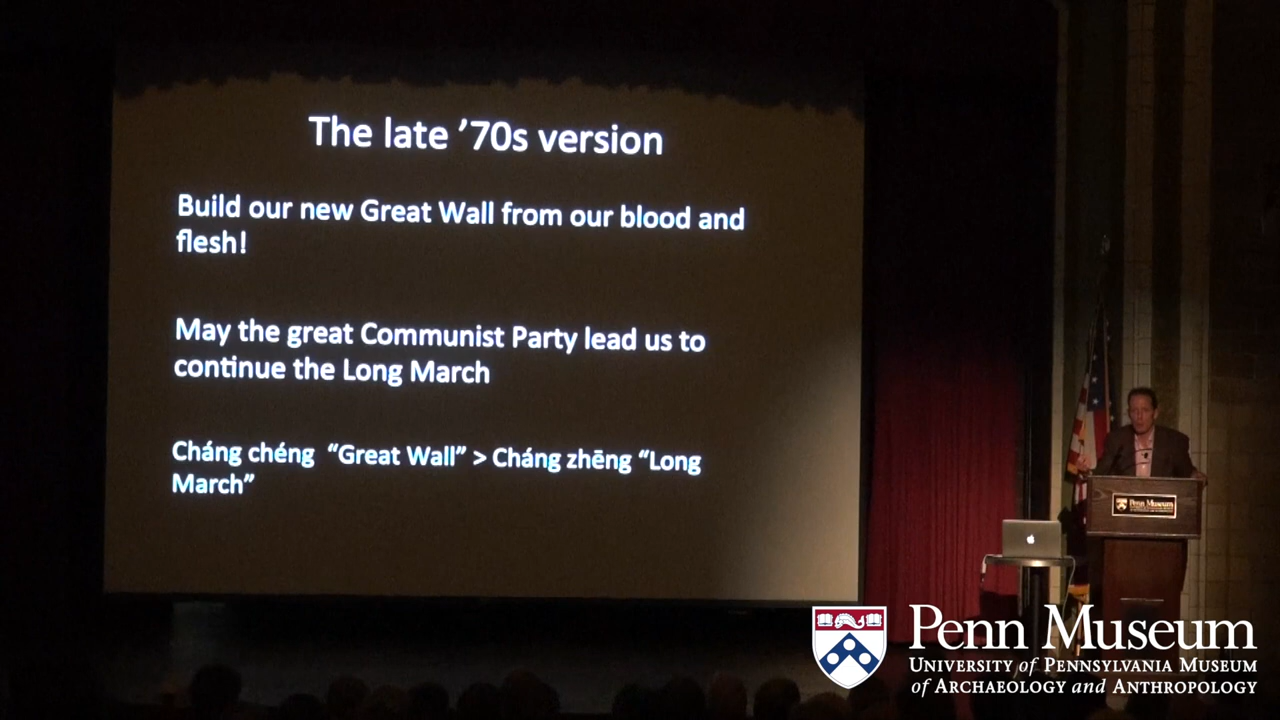 The late ’70s version
Build our new Great Wall from our blood and
flesh!
May the great Communist Party lead us to
continue the Long March
Cháng chéng “Great Wall” > Cháng zhēng “Long
March”
Penn Museum
Penn Museum
University of Pennsylvania Museum
of Archaeology and Anthropology